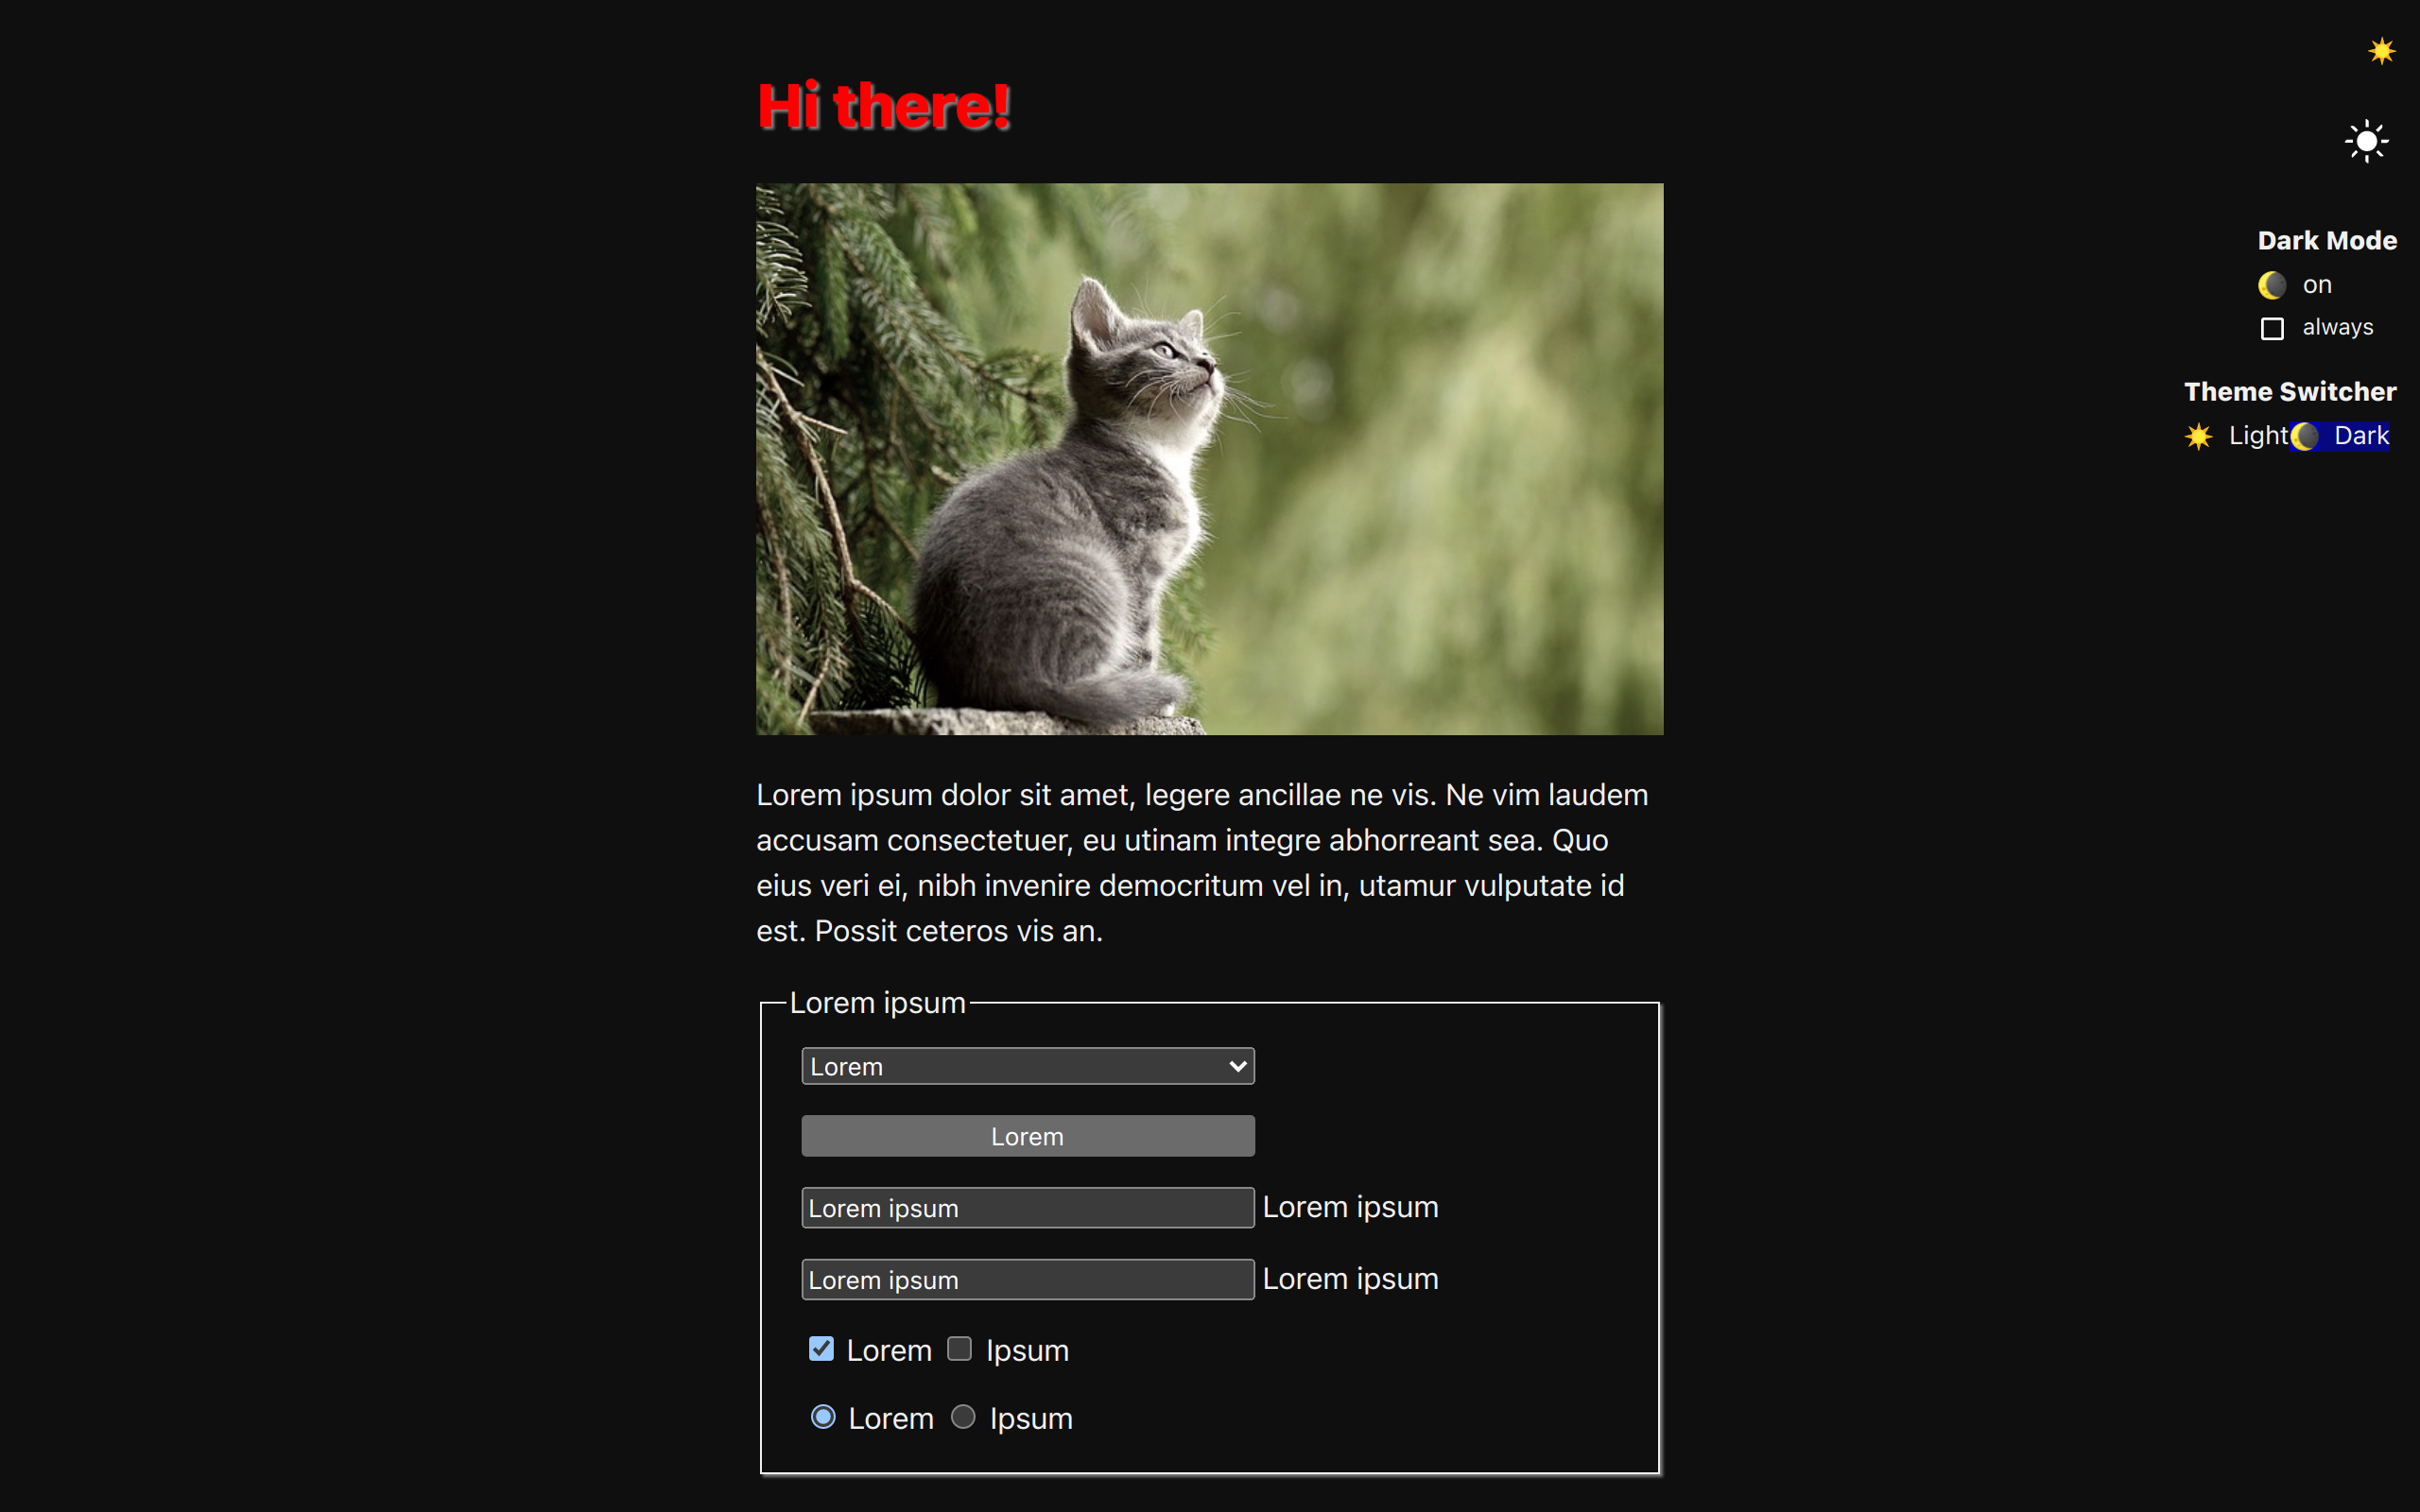 Hi there!
Dark Mode
on
always
Theme Switcher
Light Dark
Lorem ipsum dolor sit amet, legere ancillae ne vis. Ne vim laudem
accusam consectetuer, eu utinam integre abhorreant sea. Quo
eius veri ei, nibh invenire democritum vel in, utamur vulputate id
est. Possit ceteros vis an.
Lorem ipsum
Lorem
Lorem
Lorem ipsum Lorem ipsum
Lorem ipsum Lorem ipsum
Lorem Ipsum
Lorem Ipsum